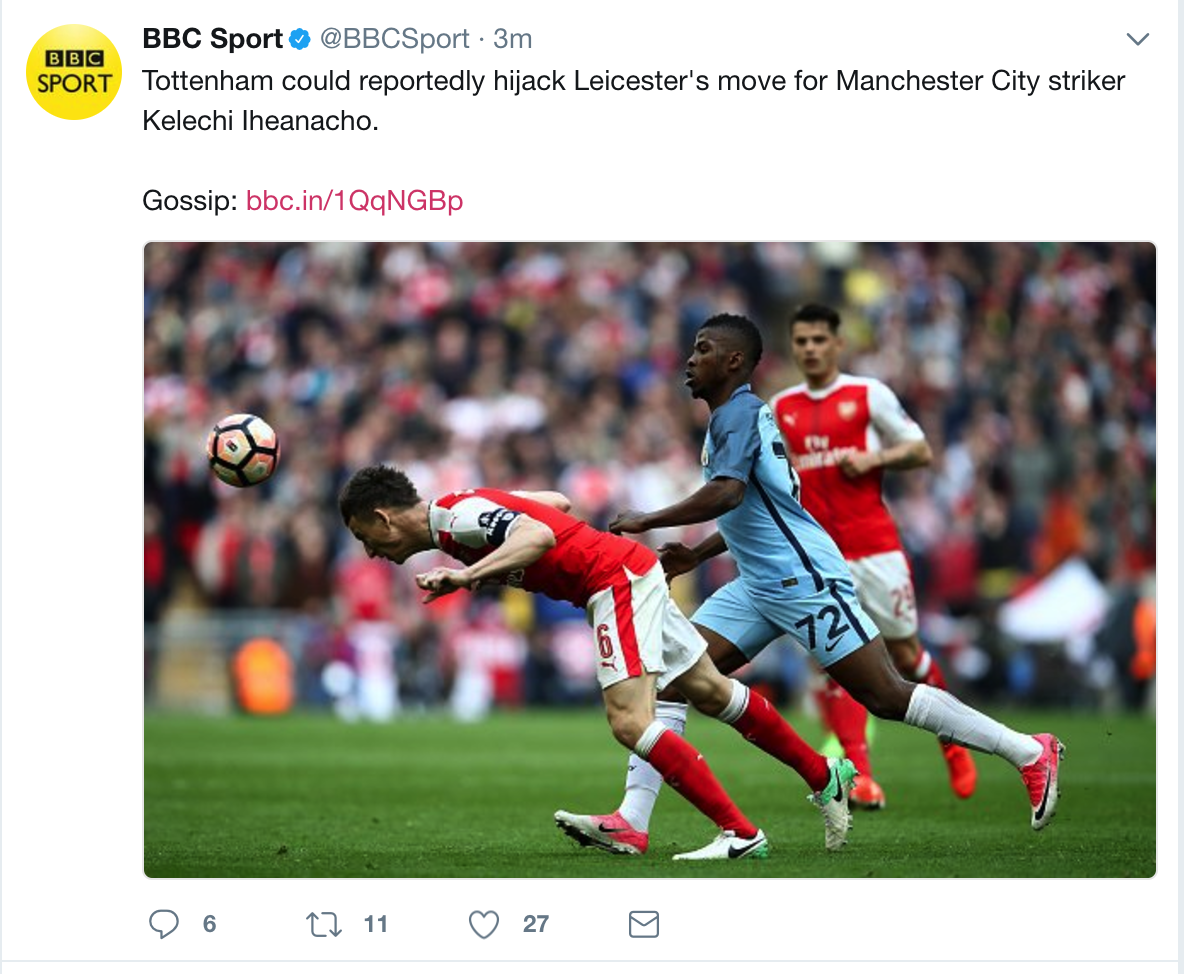 BBC
SPORT
BBC Sport @BBCSport · 3m
Tottenham could reportedly hijack Leicester's move for Manchester City striker
Kelechi Iheanacho.
Gossip: bbc.in/1QqNGBp
Fly
Emirates
72
6
29
6 11 27